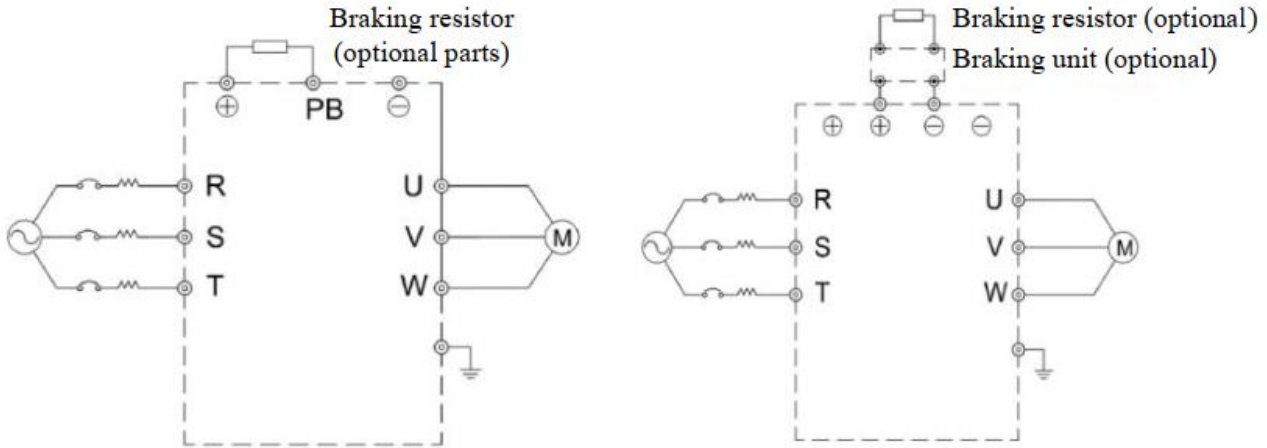 Braking resistor
(optional parts)
⊕ PB ⊖
R U
S V M
T W
Braking resistor (optional)
Braking unit (optional)
⊕ ⊕ ⊖ ⊖
R U
S V M
T W